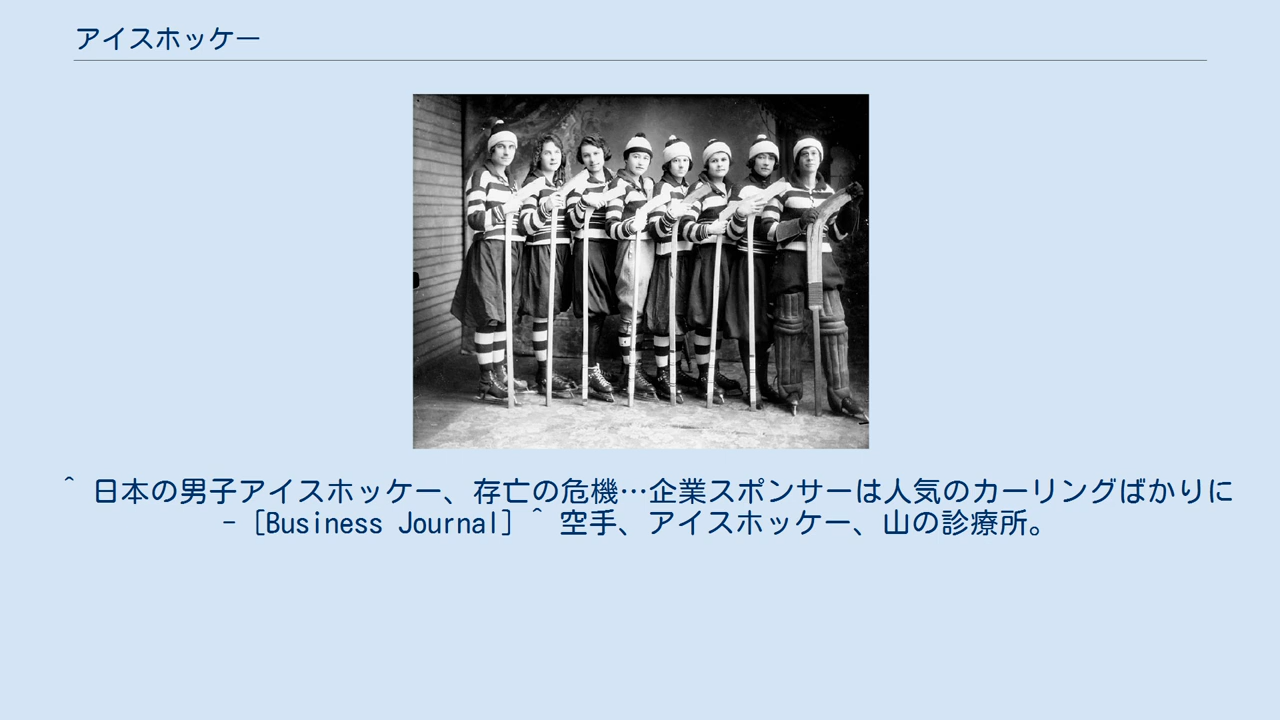 アイスホッケー
^ 日本の男子アイスホッケー、存亡の危機…企業スポンサーは人気のカーリングばかりに
- [Business Journal] ^ 空手、アイスホッケー、山の診療所。